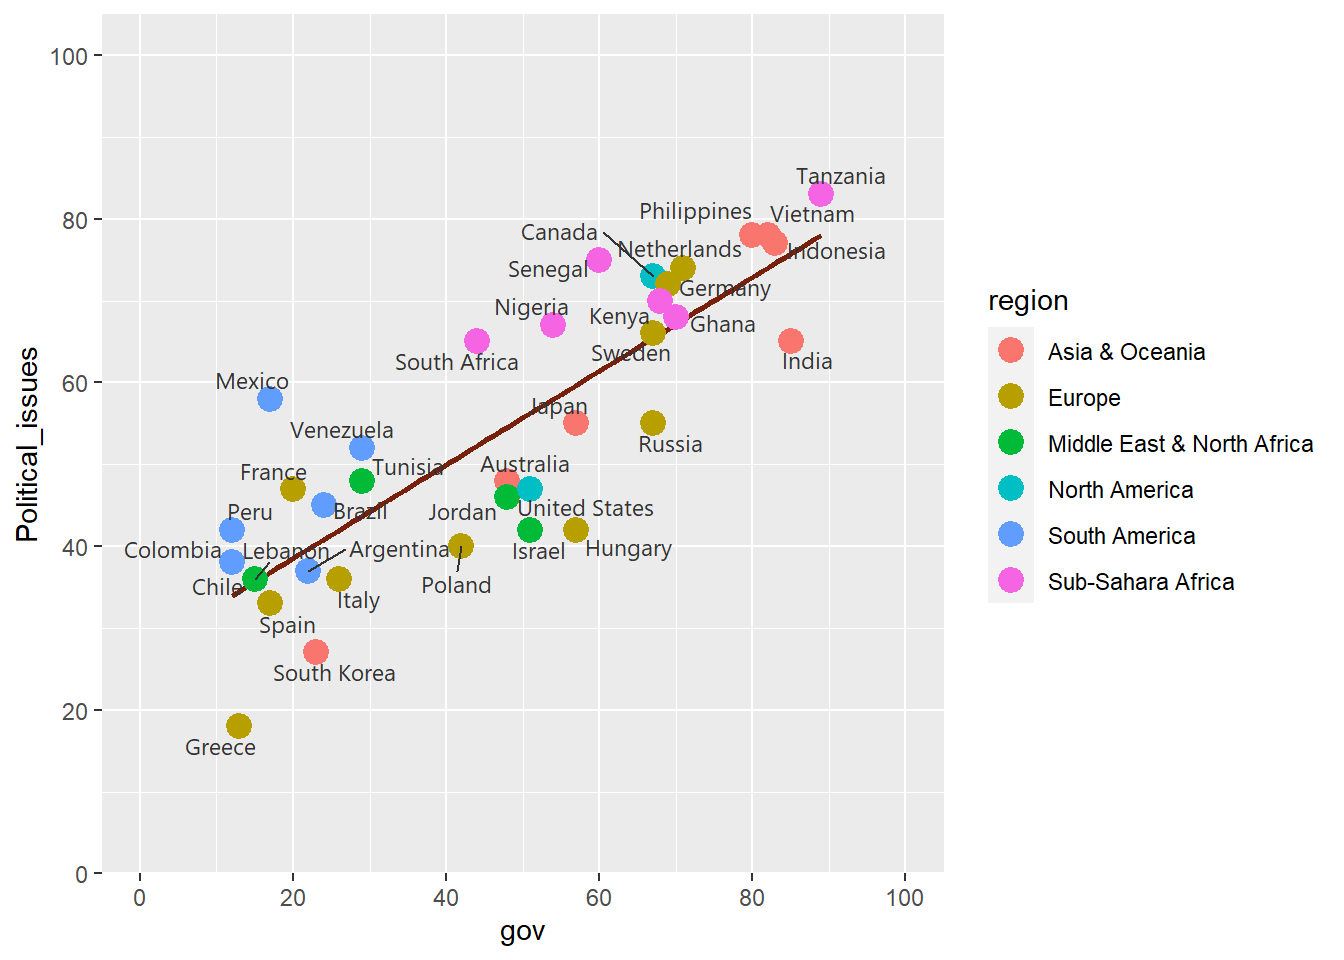 100
80
60
40
20
0
Political_issues
Tanzania
Philippines
Vietnam
Canada
Netherlands
Indonesia
Senegal
Germany
Nigeria
Kenya
Ghana
Sweden
South Africa
India
Mexico
Japan
Venezuela
Russia
France
Tunisia
Australia
Peru
Brazil
Jordan
United States
Colombia
Lebanon
Argentina
Israel
Hungary
Chile
Poland
Italy
Spain
South Korea
Greece
0
20
40
60
80
100
gov
region
Asia & Oceania
Europe
Middle East & North Africa
North America
South America
Sub-Sahara Africa